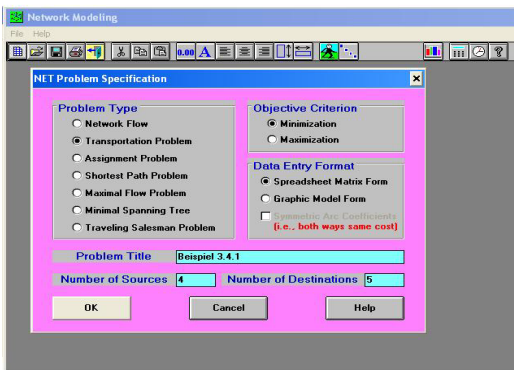 Network Modeling
File Help
0.00 A
NET Problem Specification
Problem Type
Network Flow
Transportation Problem
Assignment Problem
Shortest Path Problem
Maximal Flow Problem
Minimal Spanning Tree
Traveling Salesman Problem
Objective Criterion
Minimization
Maximization
Data Entry Format
Spreadsheet Matrix Form
Graphic Model Form
Symmetric Arc Coefficients
(i.e., both ways same cost)
Problem Title Beispiel 3.4.1
Number of Sources 4 Number of Destinations 5
OK Cancel Help